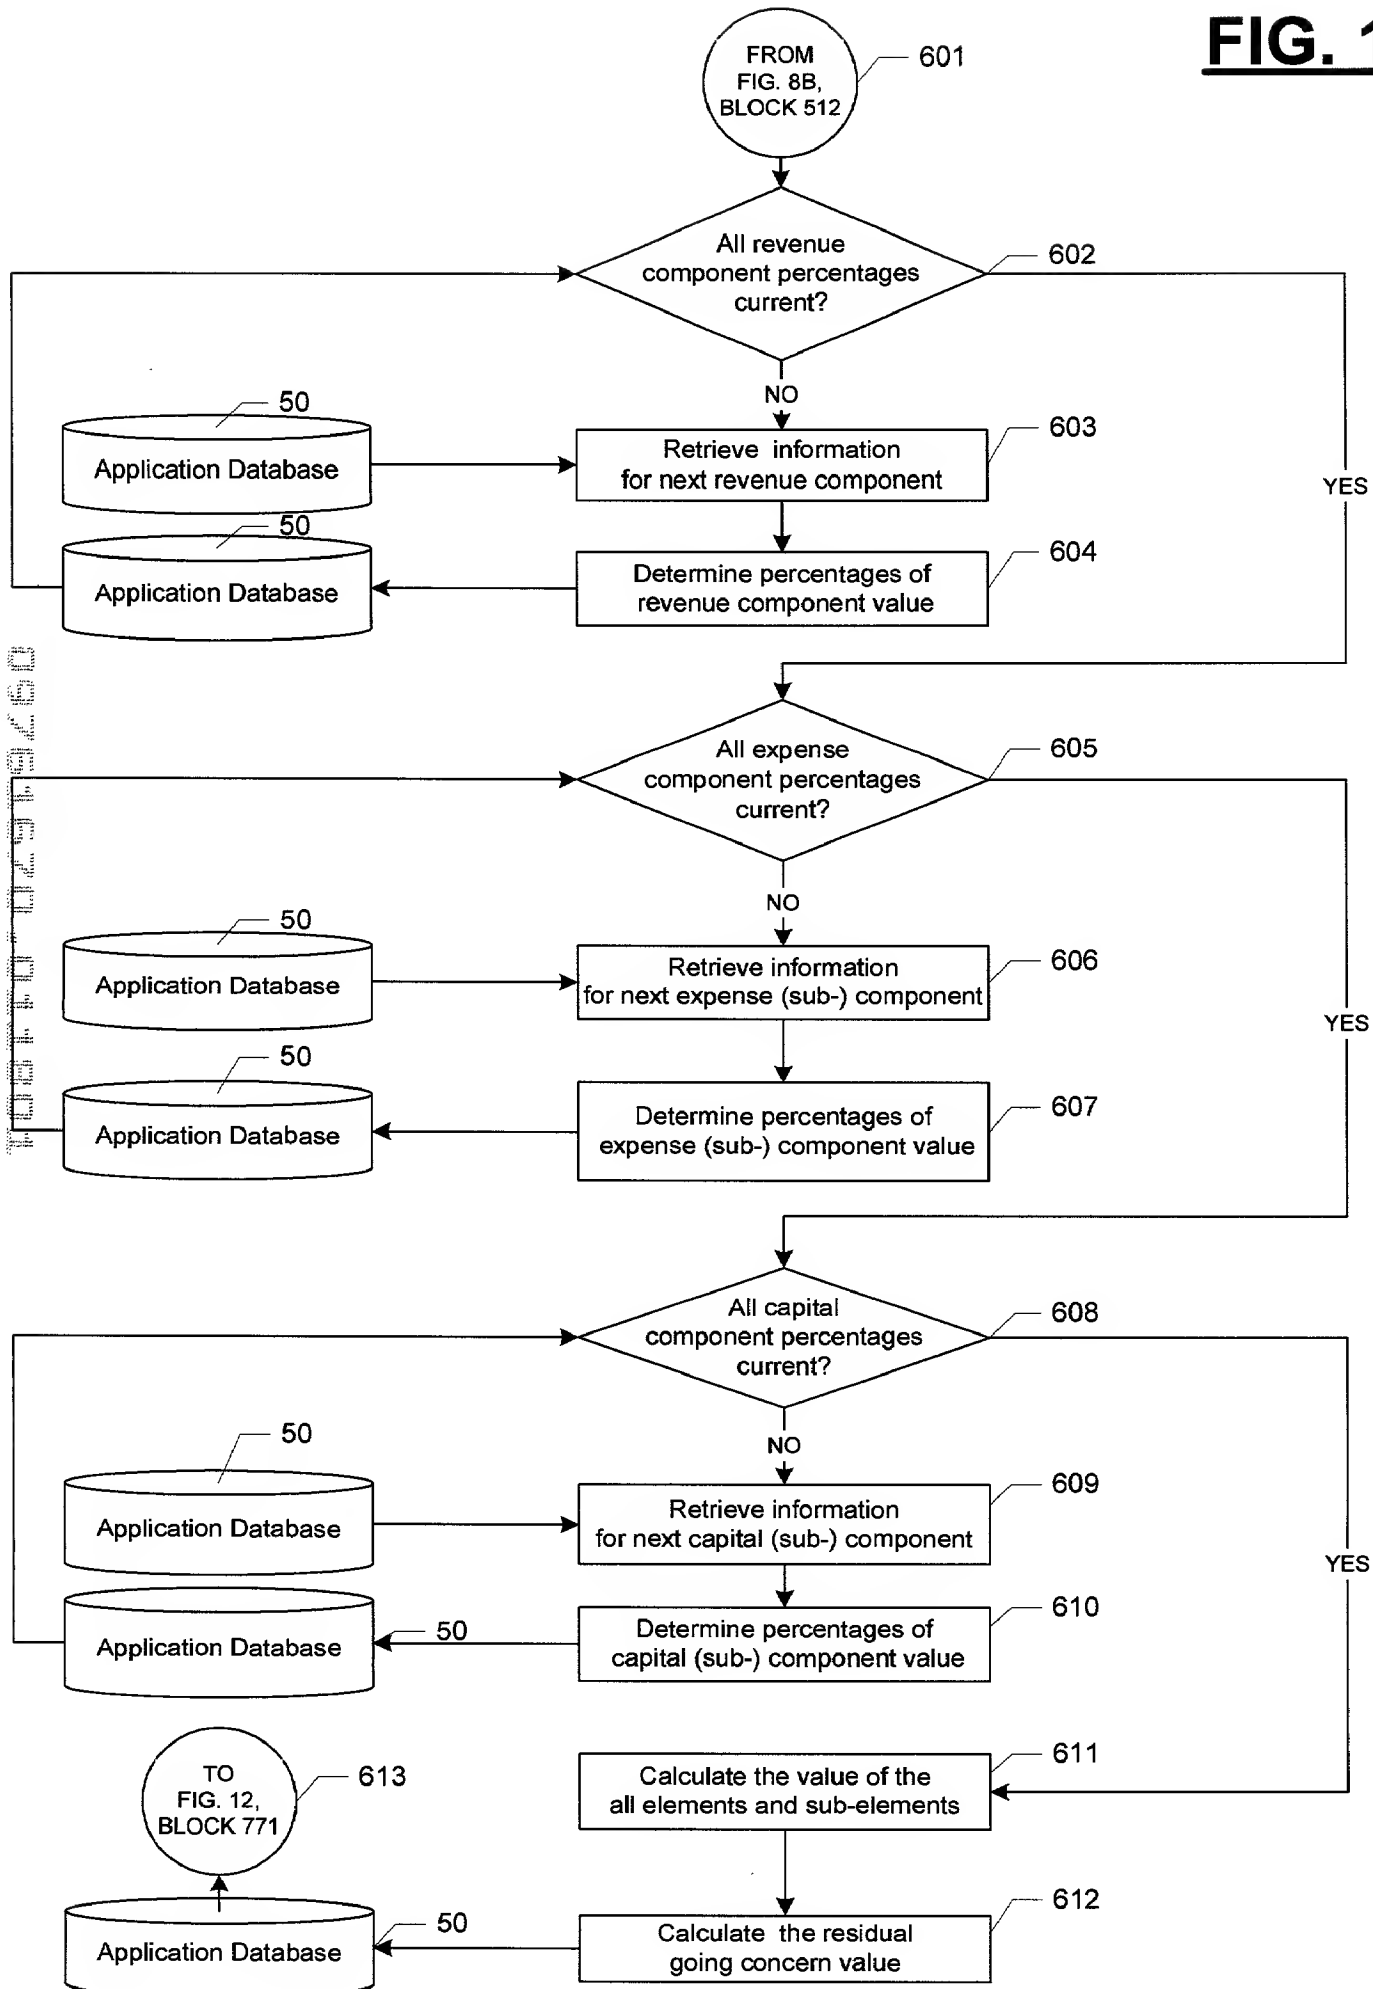 FIG. 1
FROM
FIG. 8B,
BLOCK 512
601
All revenue
component percentages
current?
602
NO
YES
50
Application Database
Retrieve information
for next revenue component
603
50
Application Database
Determine percentages of
revenue component value
604
All expense
component percentages
current?
605
NO
YES
50
Application Database
Retrieve information
for next expense (sub-) component
606
50
Application Database
Determine percentages of
expense (sub-) component value
607
All capital
component percentages
current?
608
NO
YES
50
Application Database
Retrieve information
for next capital (sub-) component
609
Application Database
50
Determine percentages of
capital (sub-) component value
610
TO
FIG. 12,
BLOCK 771
613
Calculate the value of the
all elements and sub-elements
611
Application Database
50
Calculate the residual
going concern value
612